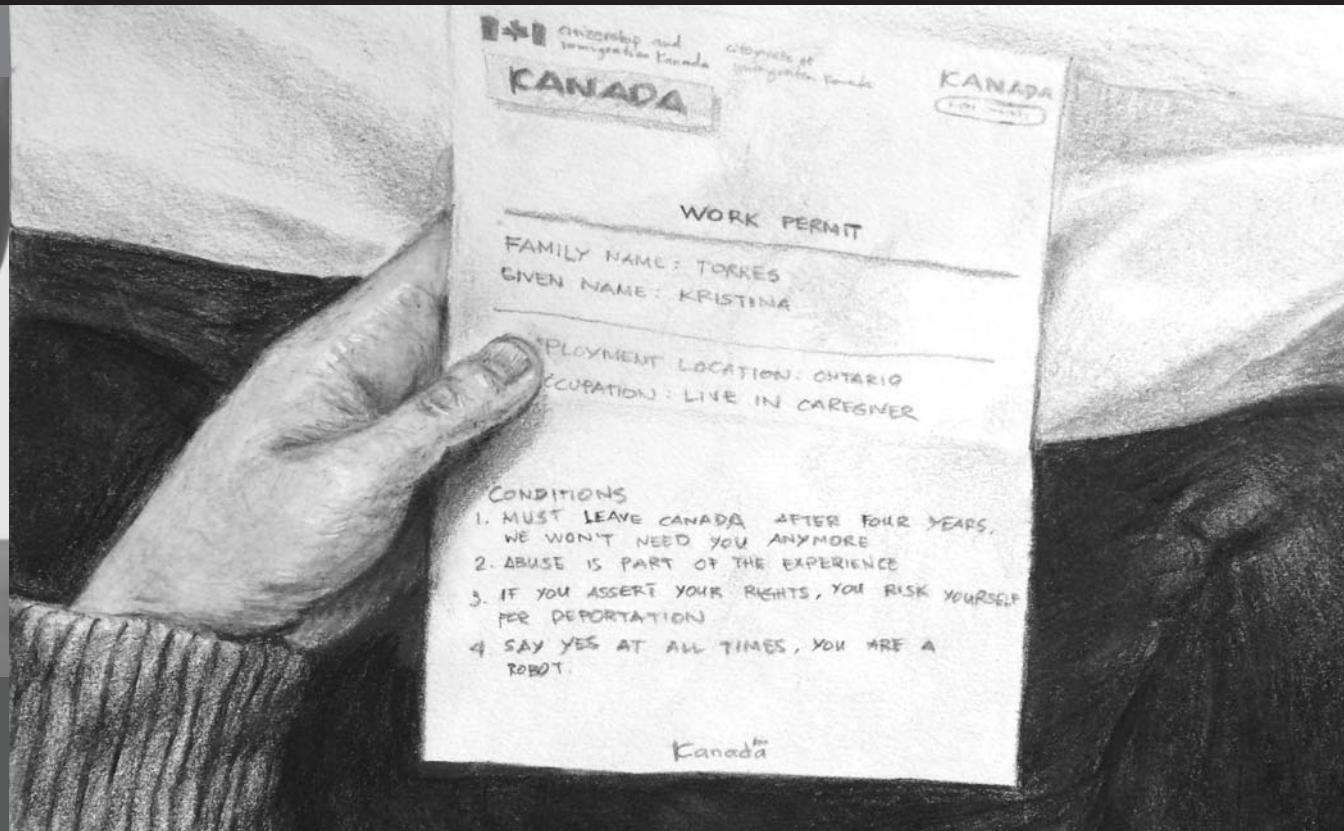 citizenship and
immigration Kanada
immigration Kanada
KANADA
KANADA
WORK PERMIT
FAMILY NAME: TORRES
GIVEN NAME: KRISTINA
PLOYMENT LOCATION: ONTARIO
CCUPATION: LIVE IN CAREGIVER
CONDITIONS
1. MUST LEAVE CANADA AFTER FOUR YEARS,
WE WON'T NEED YOU ANYMORE
2. ABUSE IS PART OF THE EXPERIENCE
3. IF YOU ASSERT YOUR RIGHTS, YOU RISK YOURSELF
FOR DEPORTATION
4. SAY YES AT ALL TIMES, YOU ARE A
ROBOT.
Kanada